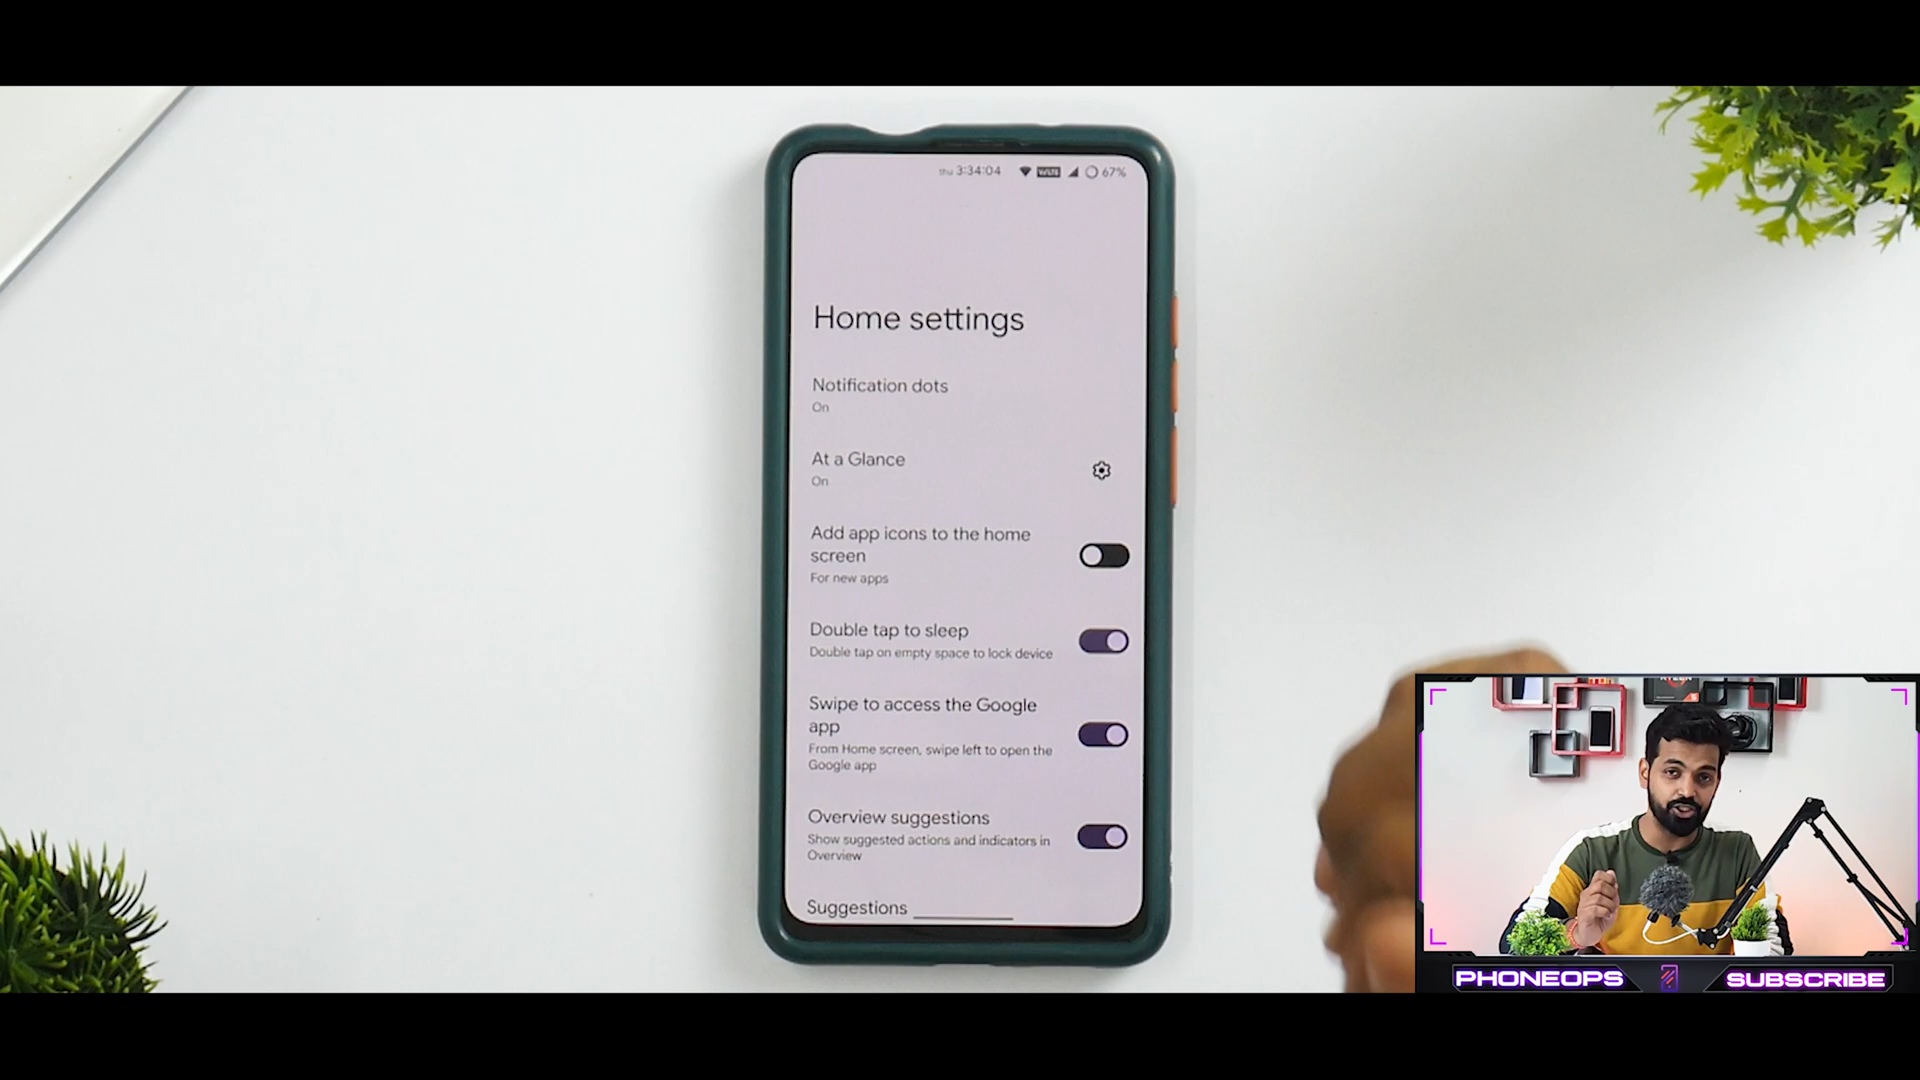 thu 3:34:04 VoLTE 67%
Home settings
Notification dots
On
At a Glance
On
Add app icons to the home
screen
For new apps
Double tap to sleep
Double tap on empty space to lock device
Swipe to access the Google
app
From Home screen, swipe left to open the
Google app
Overview suggestions
Show suggested actions and indicators in
Overview
Suggestions
PHONEOPS
SUBSCRIBE